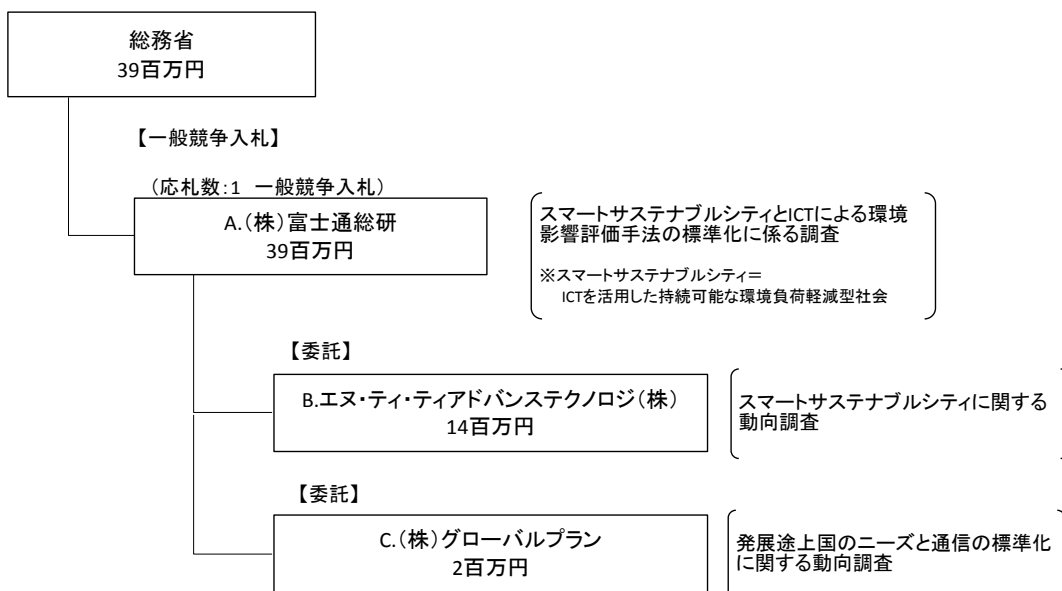 総務省
39百万円
【一般競争入札】
（応札数：1　一般競争入札）
A.（株）富士通総研
39百万円
スマートサステナブルシティとICTによる環境
影響評価手法の標準化に係る調査
※スマートサステナブルシティ＝
ICTを活用した持続可能な環境負荷軽減型社会
【委託】
B.エヌ・ティ・ティアドバンステクノロジ（株）
14百万円
スマートサステナブルシティに関する
動向調査
【委託】
C.（株）グローバルプラン
2百万円
発展途上国のニーズと通信の標準化
に関する動向調査